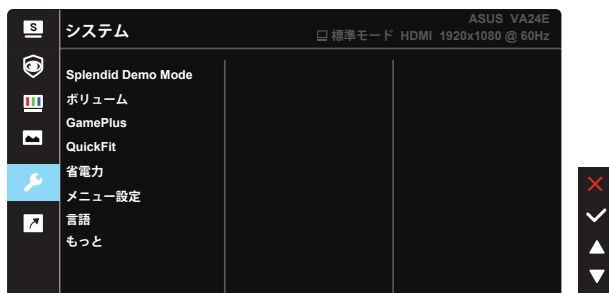 S
システム
ASUS VA24E
標準モード HDMI 1920x1080 @ 60Hz
Splendid Demo Mode
ボリューム
GamePlus
QuickFit
省電力
メニュー設定
言語
もっと